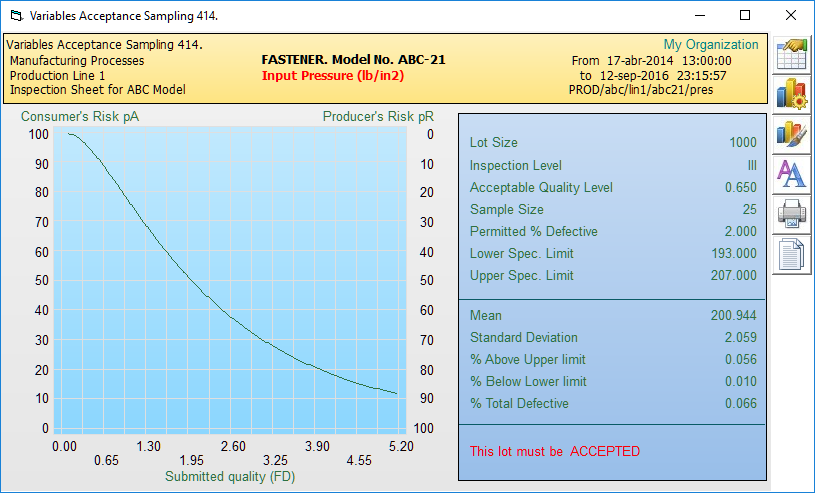 Variables Acceptance Sampling 414.
Variables Acceptance Sampling 414.
Manufacturing Processes
Production Line 1
Inspection Sheet for ABC Model
FASTENER. Model No. ABC-21
Input Pressure (lb/in2)
My Organization
From 17-abr-2014 13:00:00
to 12-sep-2016 23:15:57
PROD/abc/lin1/abc21/pres
Consumer's Risk pA Producer's Risk pR
100 0
90 10
80 20
70 30
60 40
50 50
40 60
30 70
20 80
10 90
0 100
0.00 1.30 2.60 3.90 5.20
0.65 1.95 3.25 4.55
Submitted quality (FD)
Lot Size 1000
Inspection Level III
Acceptable Quality Level 0.650
Sample Size 25
Permitted % Defective 2.000
Lower Spec. Limit 193.000
Upper Spec. Limit 207.000
Mean 200.944
Standard Deviation 2.059
% Above Upper limit 0.056
% Below Lower limit 0.010
% Total Defective 0.066
This lot must be ACCEPTED